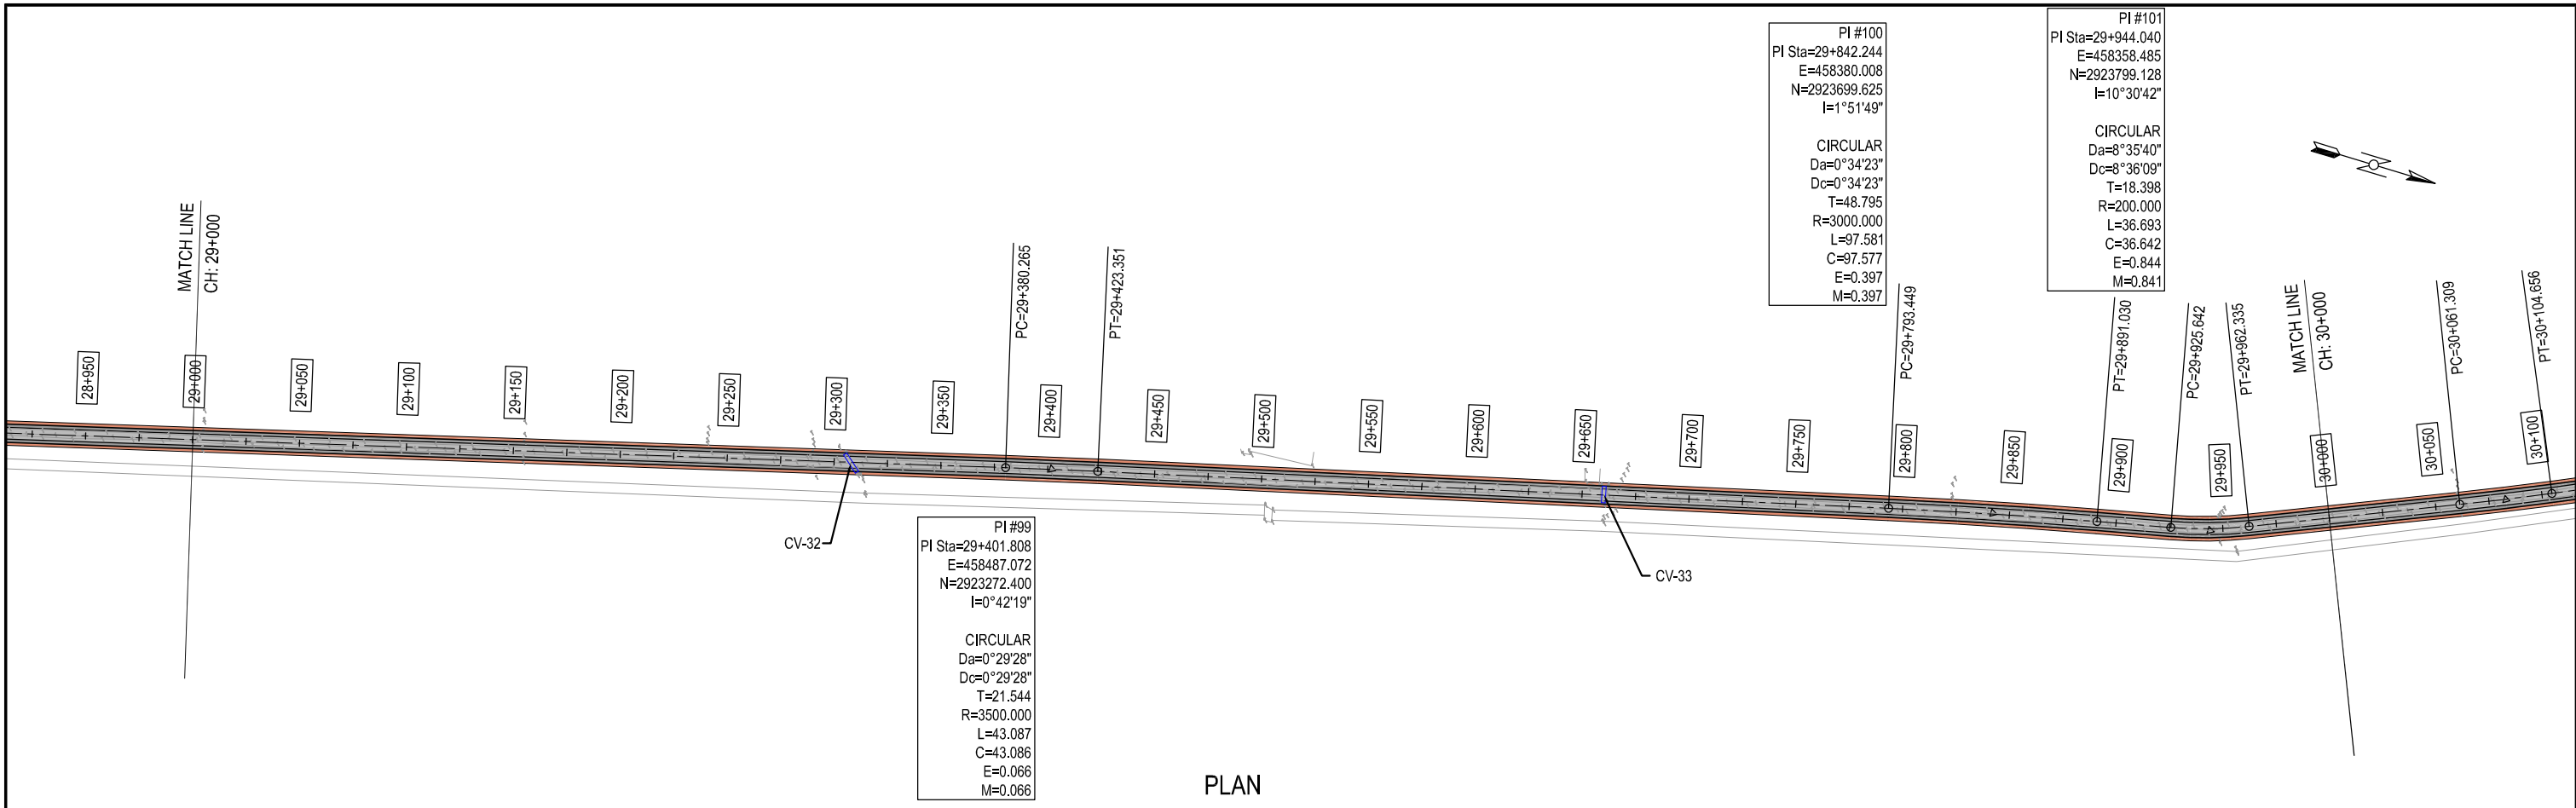 PI #100
PI Sta=29+842.244
E=458380.008
N=2923699.625
I=1°51'49"
CIRCULAR
Da=0°34'23"
Dc=0°34'23"
T=48.795
R=3000.000
L=97.581
C=97.577
E=0.397
M=0.397
PI #101
PI Sta=29+944.040
E=458358.485
N=2923799.128
I=10°30'42"
CIRCULAR
Da=8°35'40"
Dc=8°36'09"
T=18.398
R=200.000
L=36.693
C=36.642
E=0.844
M=0.841
MATCH LINE
CH: 29+000
PC=29+380.265
PT=29+423.351
PC=29+793.449
PT=29+891.030
PC=29+925.642
PT=29+962.335
MATCH LINE
CH: 30+000
PC=30+061.309
PT=30+104.656
28+950
29+000
29+050
29+100
29+150
29+200
29+250
29+300
29+350
29+400
29+450
29+500
29+550
29+600
29+650
29+700
29+750
29+800
29+850
29+900
29+950
30+000
30+050
30+100
CV-32
CV-33
PI #99
PI Sta=29+401.808
E=458487.072
N=2923272.400
I=0°42'19"
CIRCULAR
Da=0°29'28"
Dc=0°29'28"
T=21.544
R=3500.000
L=43.087
C=43.086
E=0.066
M=0.066
PLAN